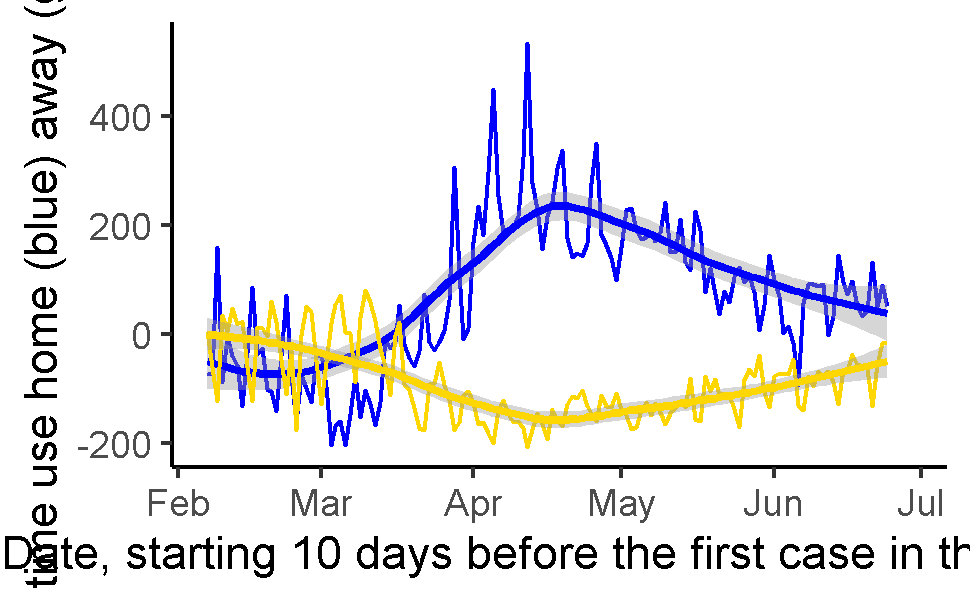 time use home (blue) away (
400
200
0
-200
Feb Mar Apr May Jun Jul
Date, starting 10 days before the first case in th